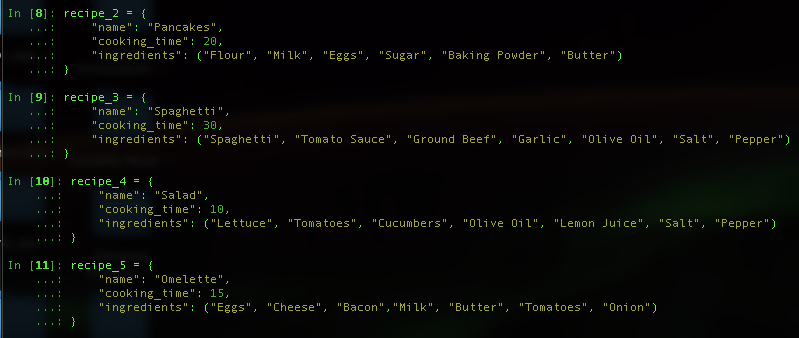 In [8]: recipe_2 = {
   ...:     "name": "Pancakes",
   ...:     "cooking_time": 20,
   ...:     "ingredients": ("Flour", "Milk", "Eggs", "Sugar", "Baking Powder", "Butter")
   ...: }
In [9]: recipe_3 = {
   ...:     "name": "Spaghetti",
   ...:     "cooking_time": 30,
   ...:     "ingredients": ("Spaghetti", "Tomato Sauce", "Ground Beef", "Garlic", "Olive Oil", "Salt", "Pepper")
   ...: }
In [10]: recipe_4 = {
    ...:     "name": "Salad",
    ...:     "cooking_time": 10,
    ...:     "ingredients": ("Lettuce", "Tomatoes", "Cucumbers", "Olive Oil", "Lemon Juice", "Salt", "Pepper")
    ...: }
In [11]: recipe_5 = {
    ...:     "name": "Omelette",
    ...:     "cooking_time": 15,
    ...:     "ingredients": ("Eggs", "Cheese", "Bacon","Milk", "Butter", "Tomatoes", "Onion")
    ...: }